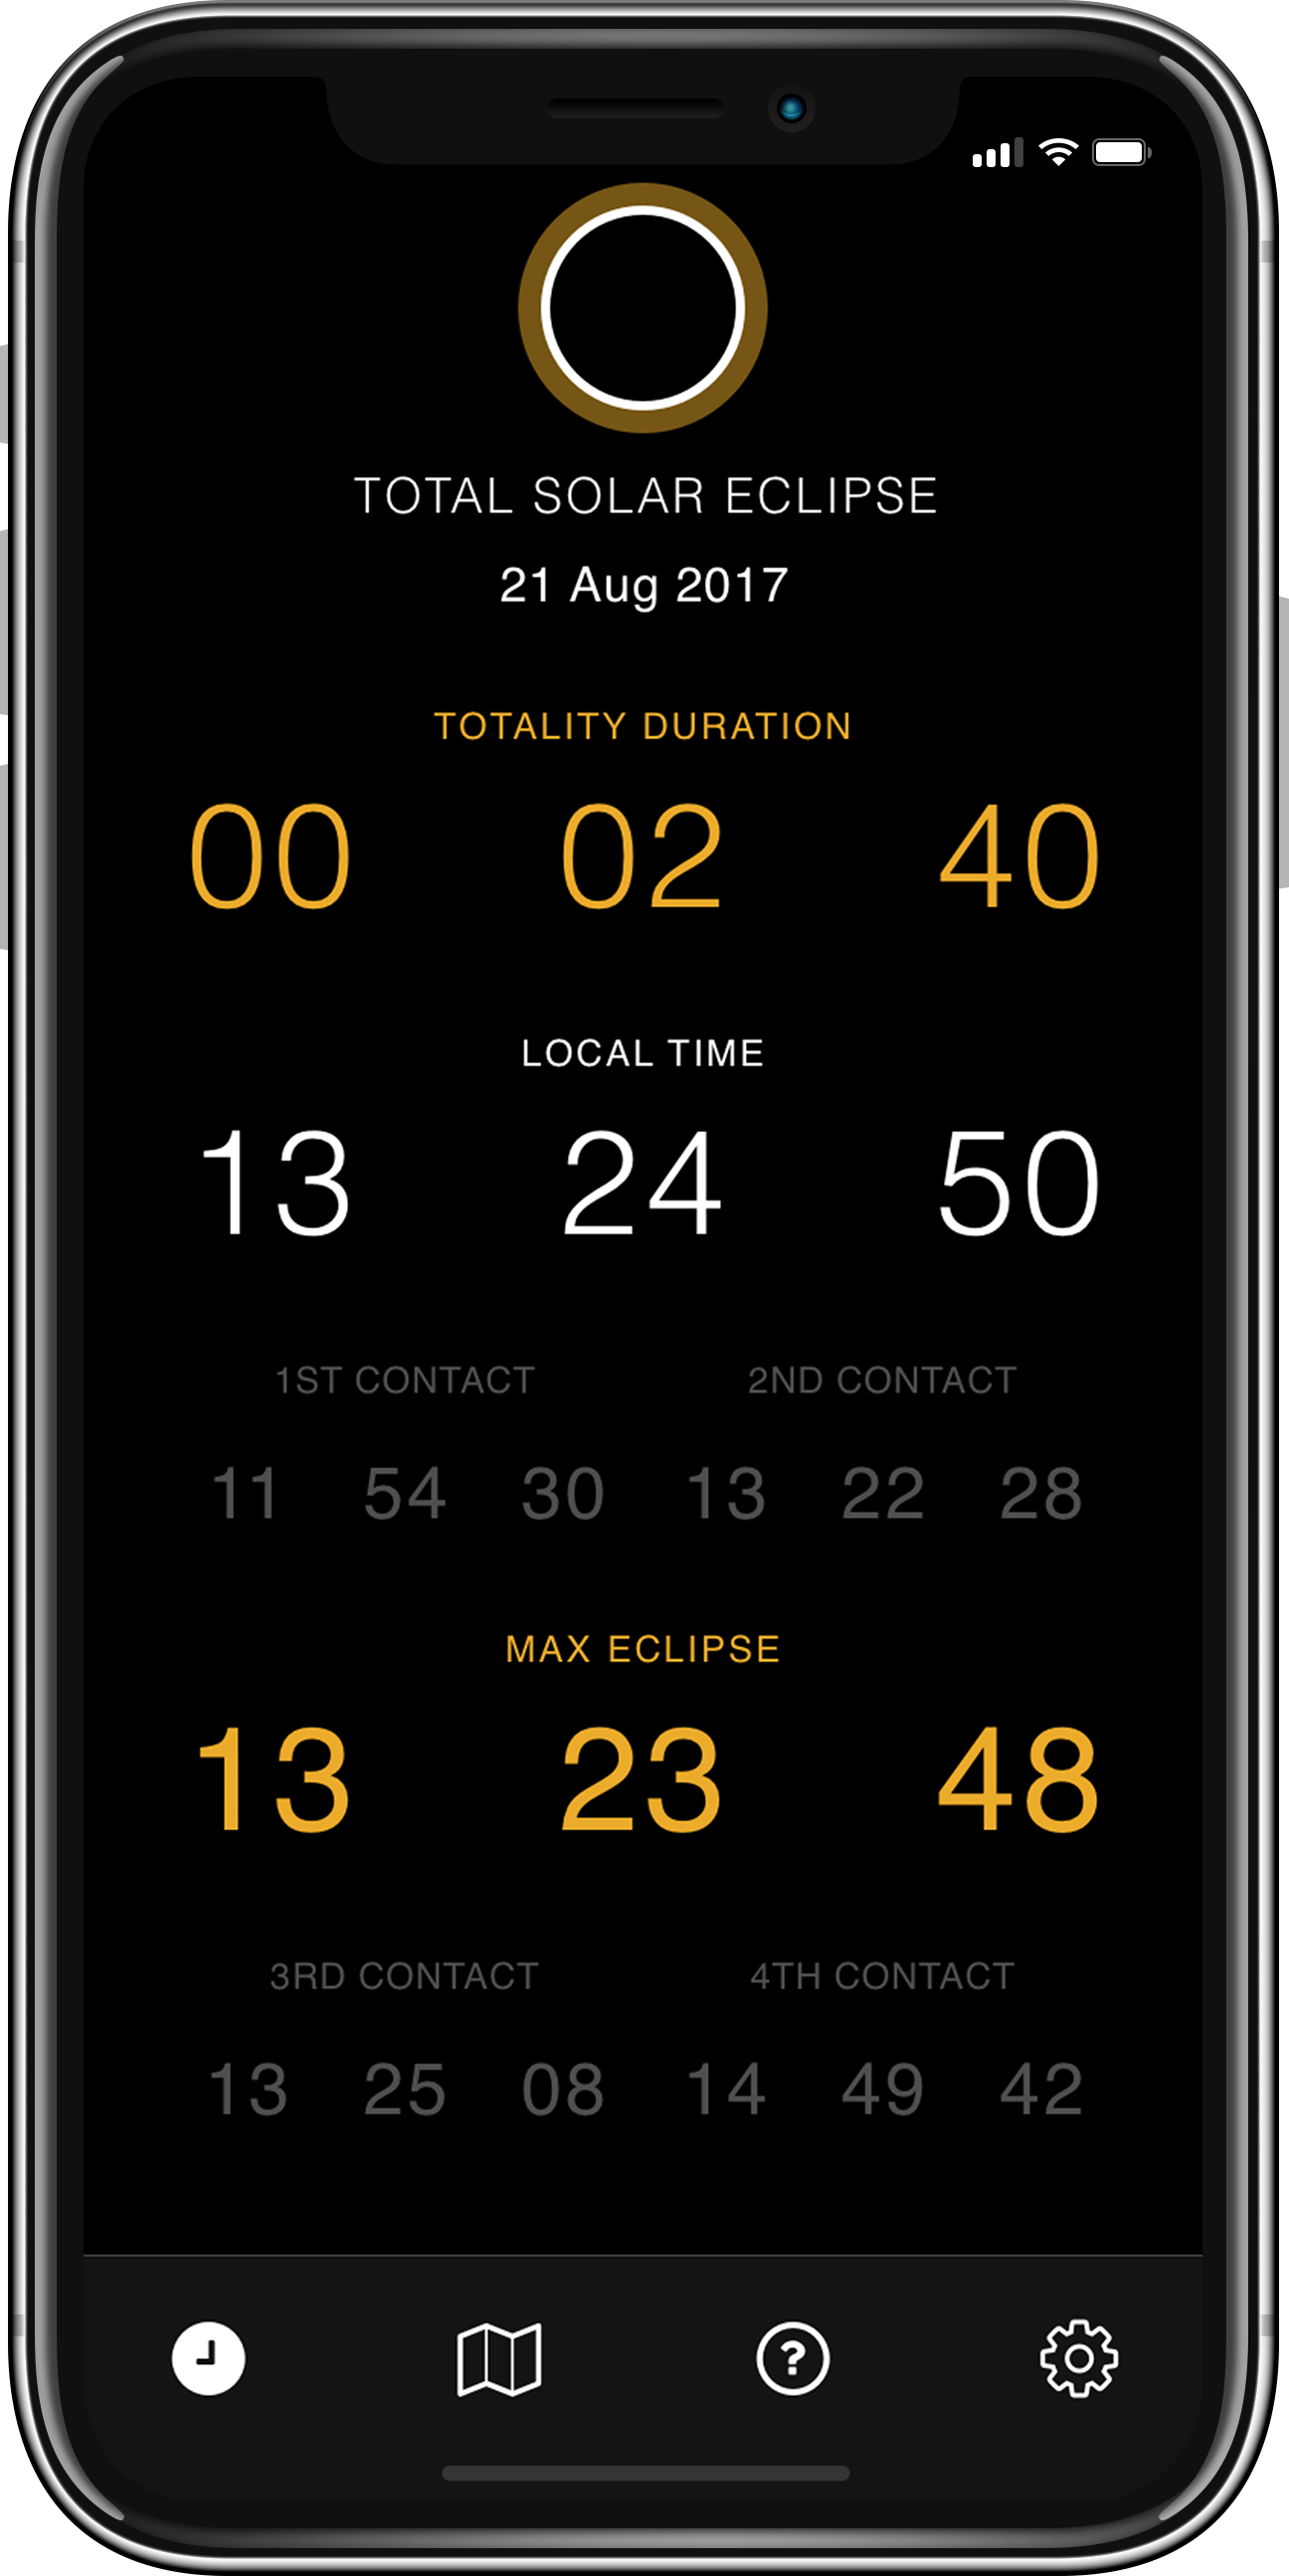 TOTAL SOLAR ECLIPSE
21 Aug 2017
TOTALITY DURATION
00 02 40
LOCAL TIME
13 24 50
1ST CONTACT 2ND CONTACT
11 54 30 13 22 28
MAX ECLIPSE
13 23 48
3RD CONTACT 4TH CONTACT
13 25 08 14 49 42
?